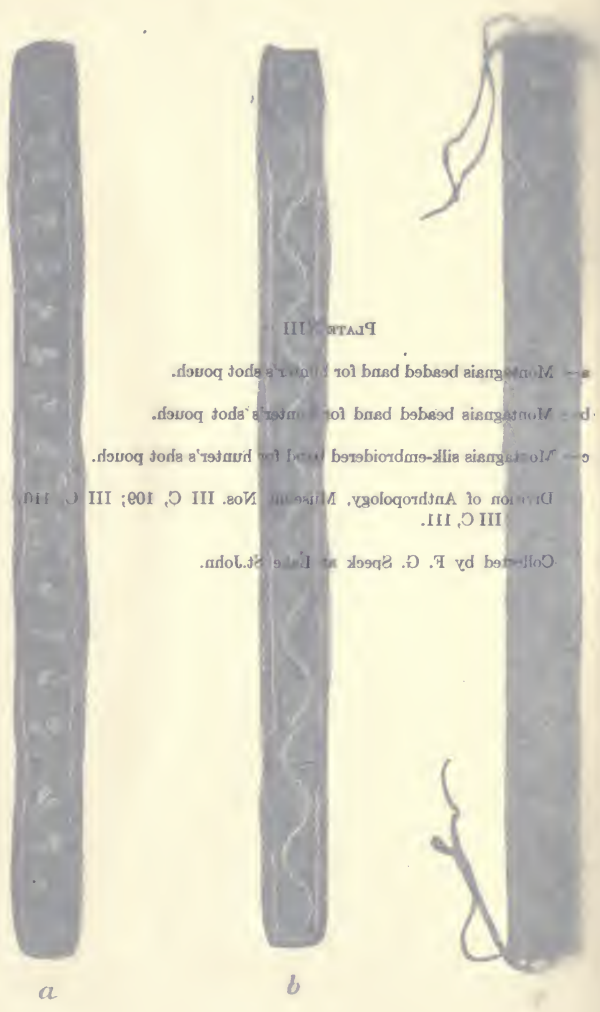 PLATE XIII
a— Montagnais beaded band for hunter's shot pouch.
b— Montagnais beaded band for hunter's shot pouch.
c— Montagnais silk-embroidered band for hunter's shot pouch.
Division of Anthropology, Museum Nos. III C, 109; III C, 110,
III C, 111.
Collected by F. G. Speck at Lake St.John.
a
b